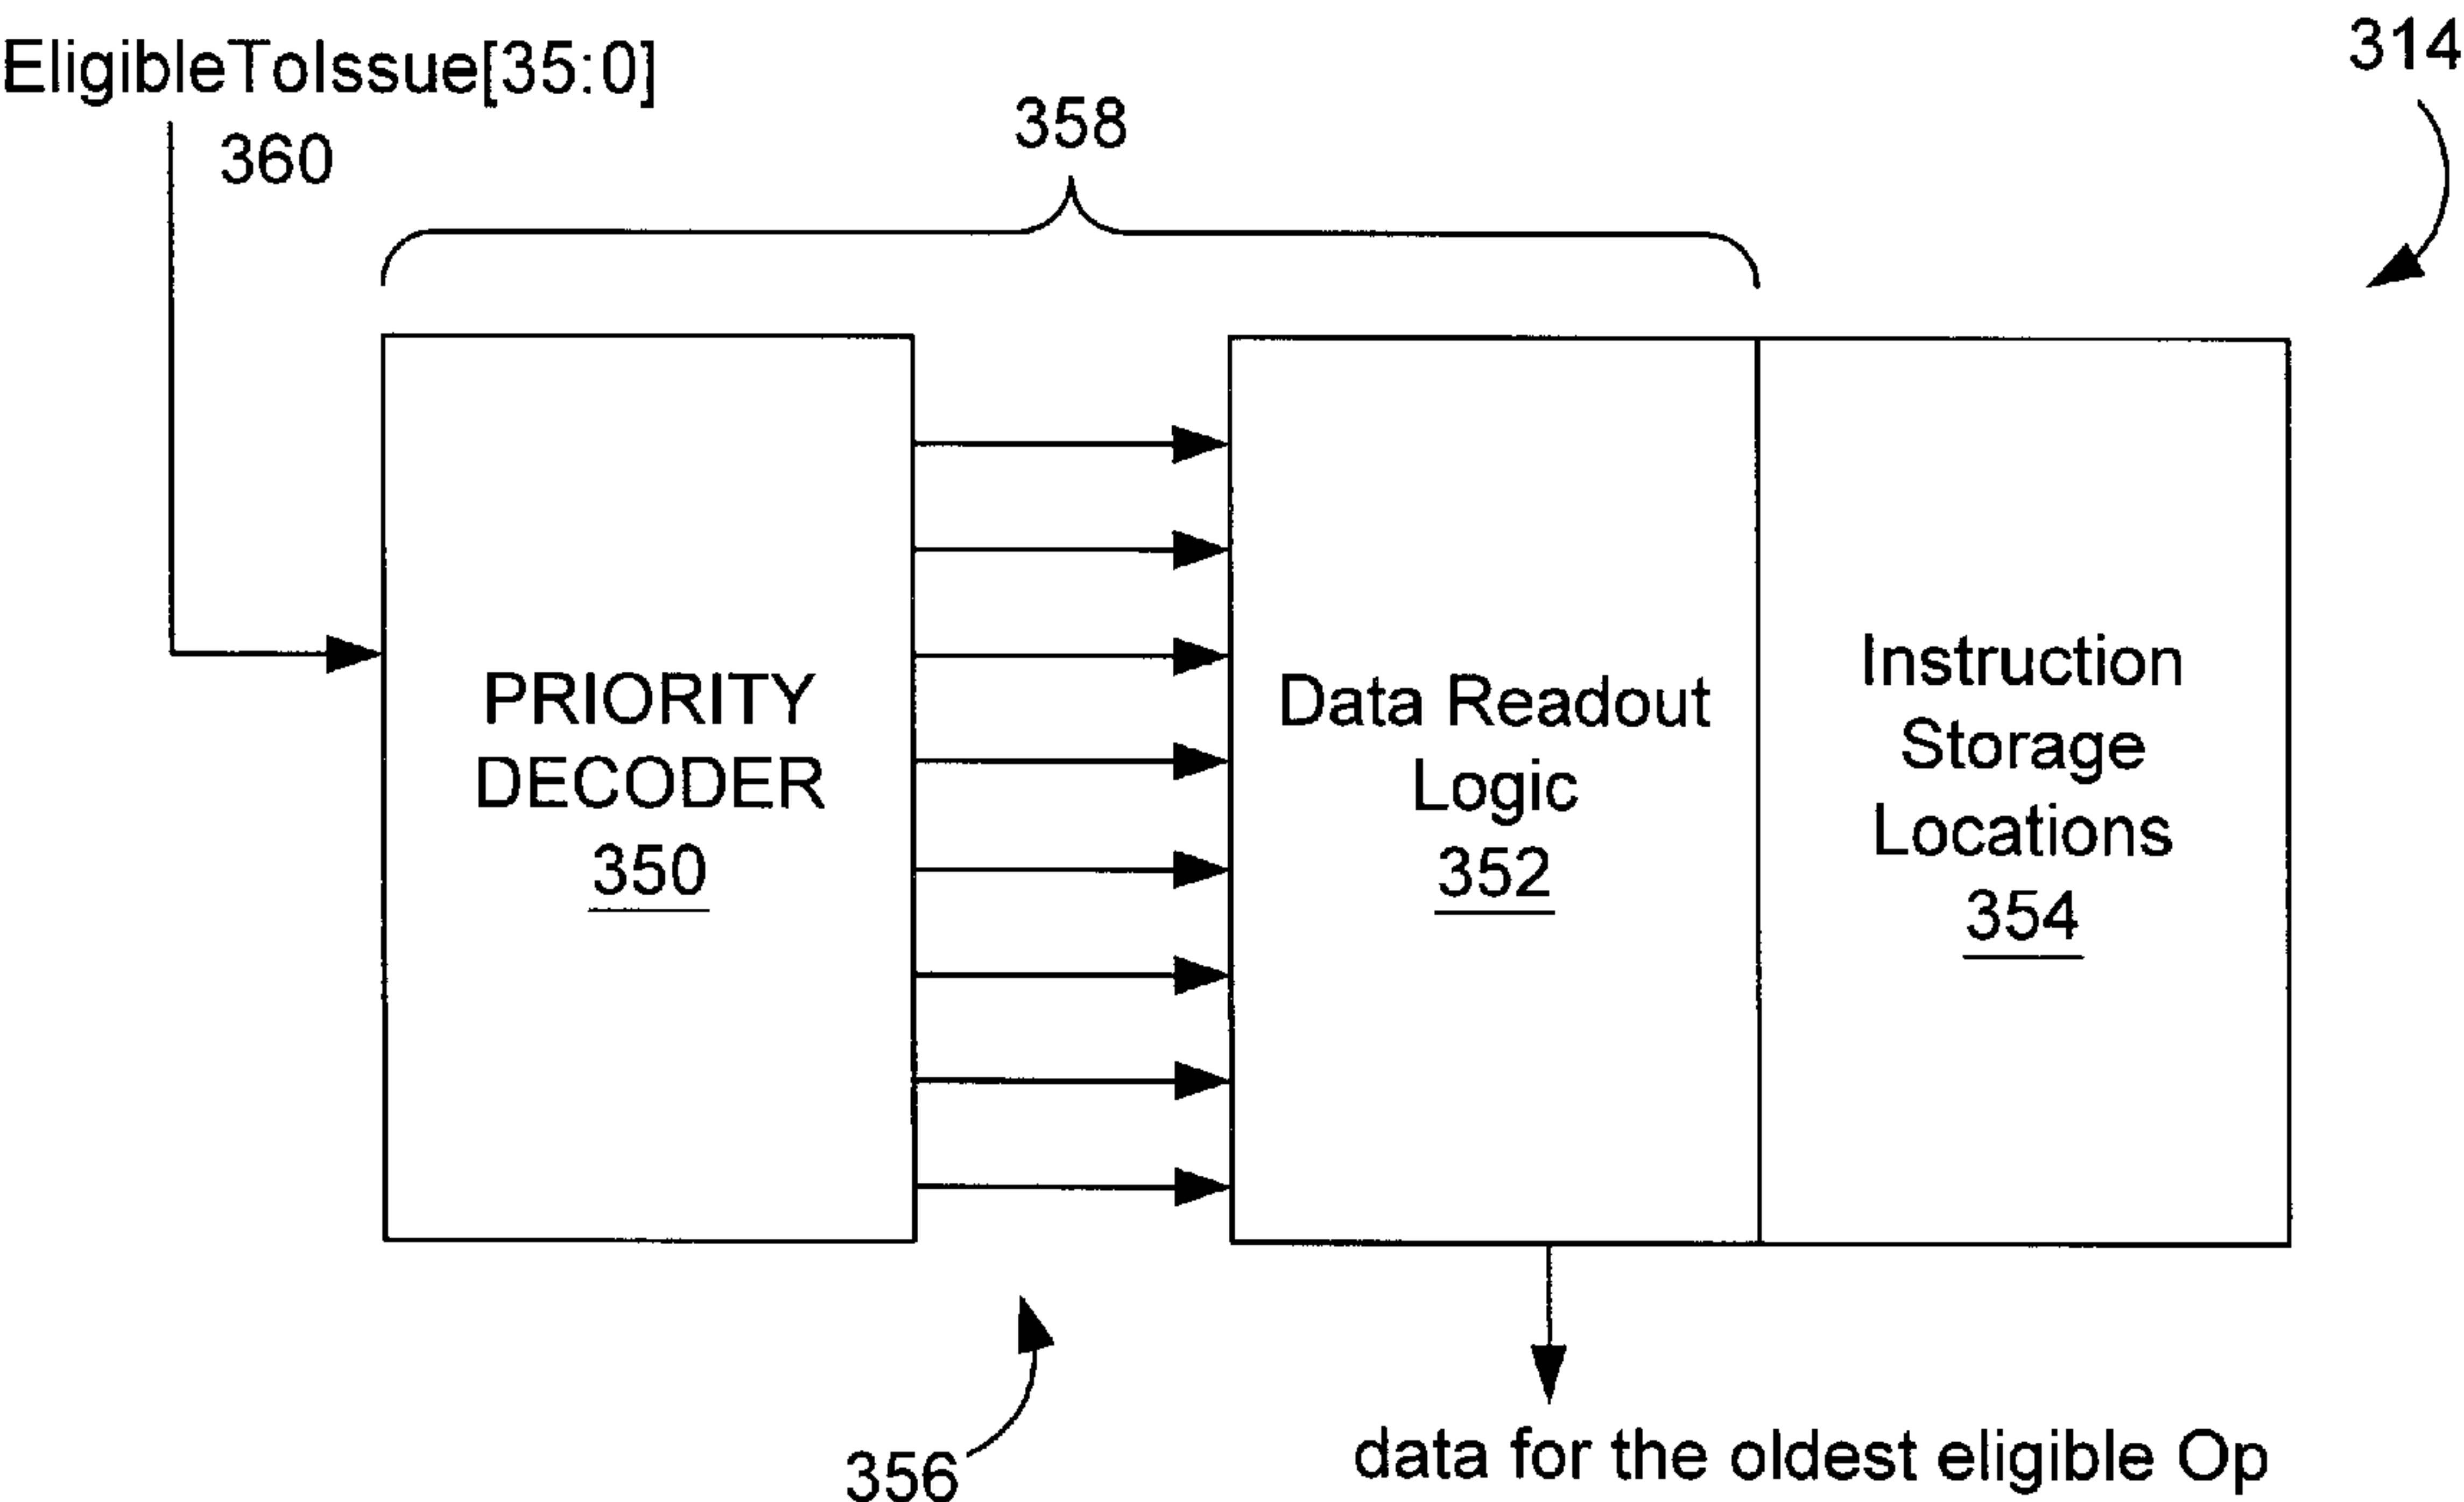 EligibleToIssue[35:0]
360
358
314
PRIORITY
DECODER
350
Data Readout
Logic
352
Instruction
Storage
Locations
354
356
data for the oldest eligible Op